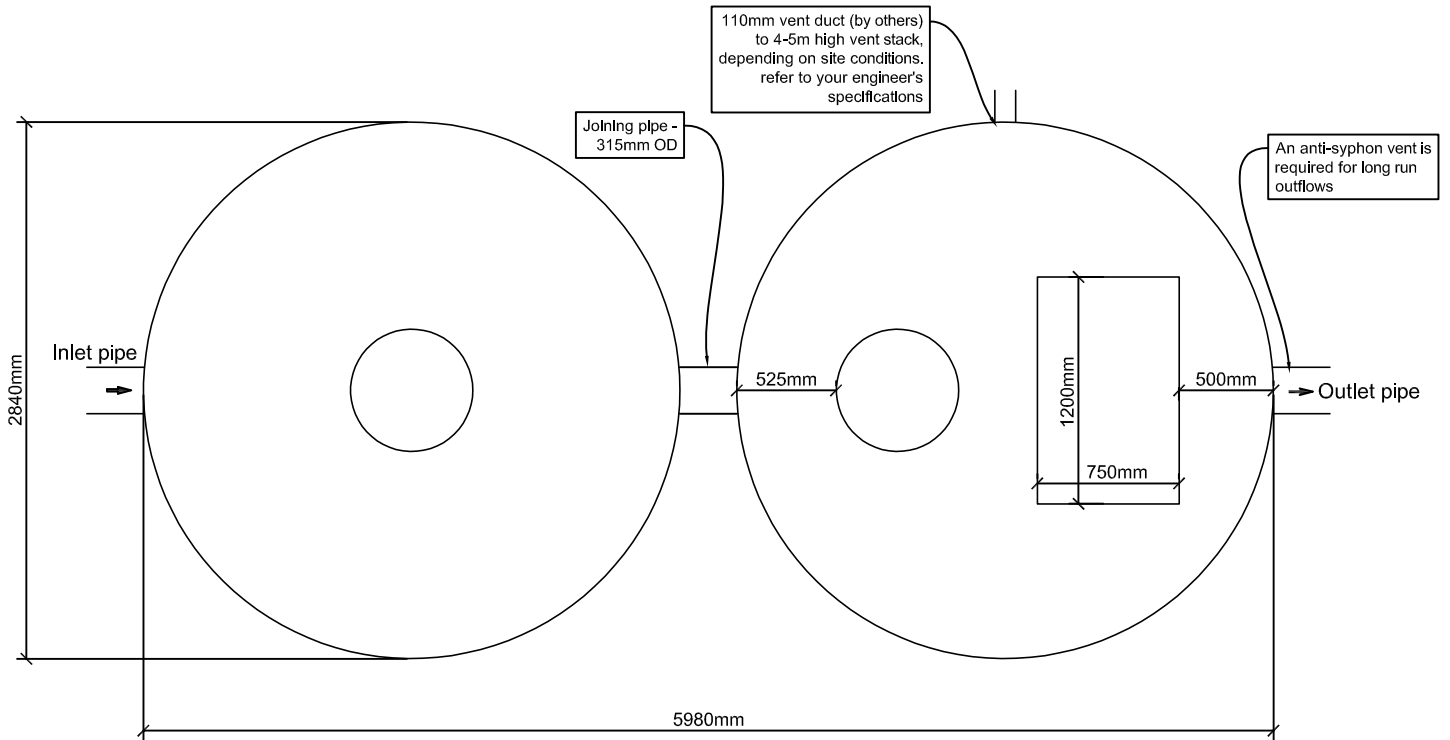 110mm vent duct (by others)
to 4-5m high vent stack,
depending on site conditions.
refer to your engineer's
specifications
Joining pipe -
315mm OD
An anti-syphon vent is
required for long run
outflows
Inlet pipe
2840mm
525mm
1200mm
750mm
500mm
Outlet pipe
5980mm